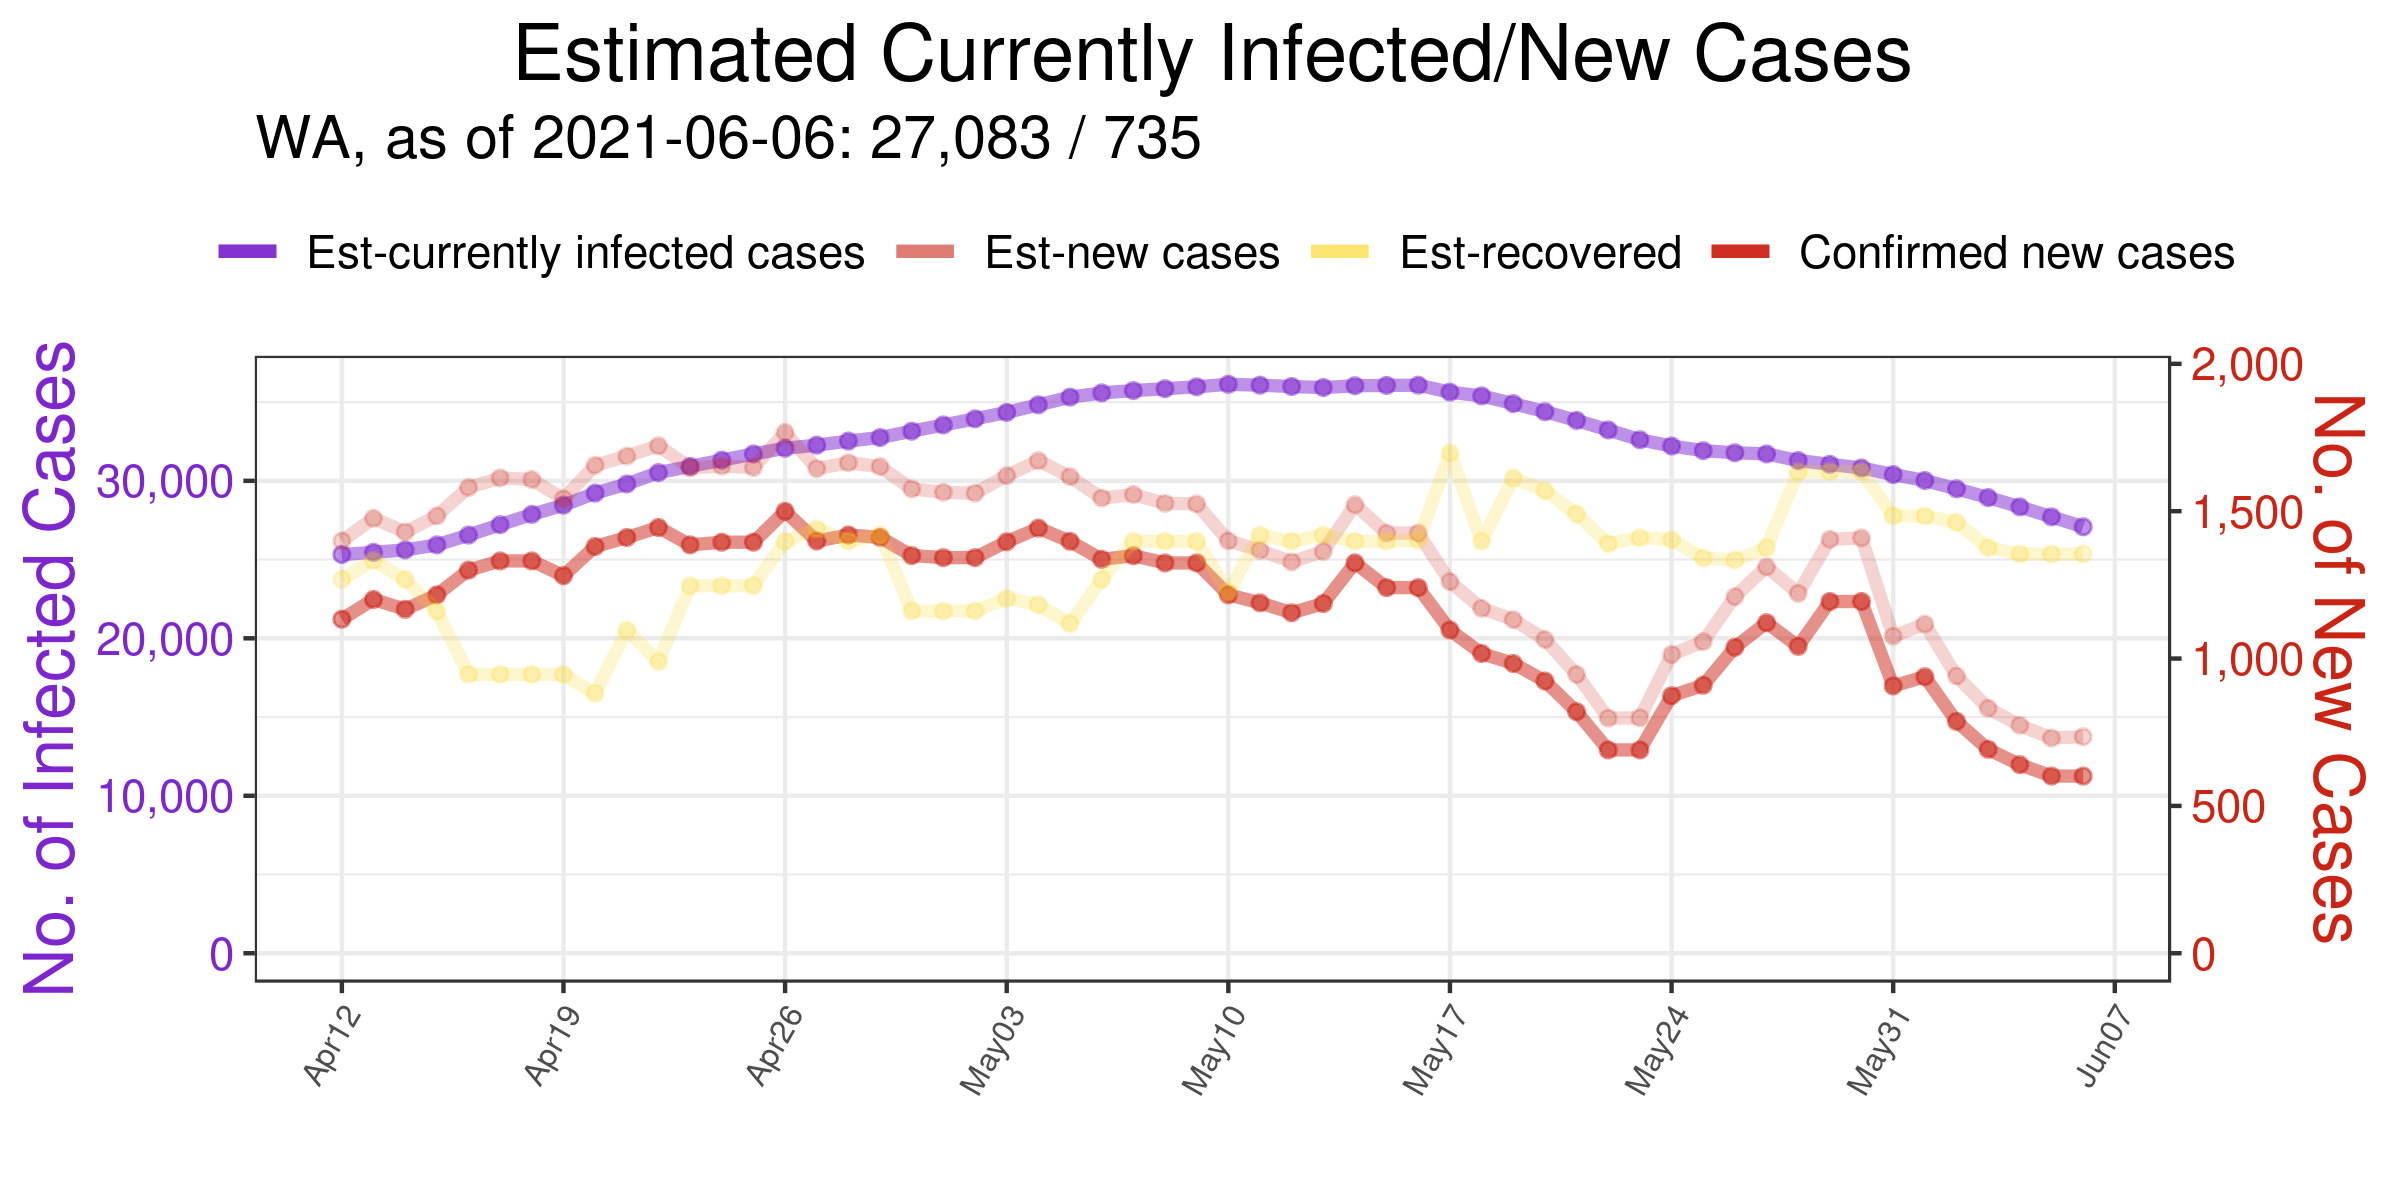 Estimated Currently Infected/New Cases
WA, as of 2021-06-06: 27,083 / 735
Est-currently infected cases Est-new cases Est-recovered Confirmed new cases
No. of Infected Cases
30,000
20,000
10,000
0
2,000
1,500
1,000
500
0
No. of New Cases
Apr12 Apr19 Apr26 May03 May10 May17 May24 May31 Jun07